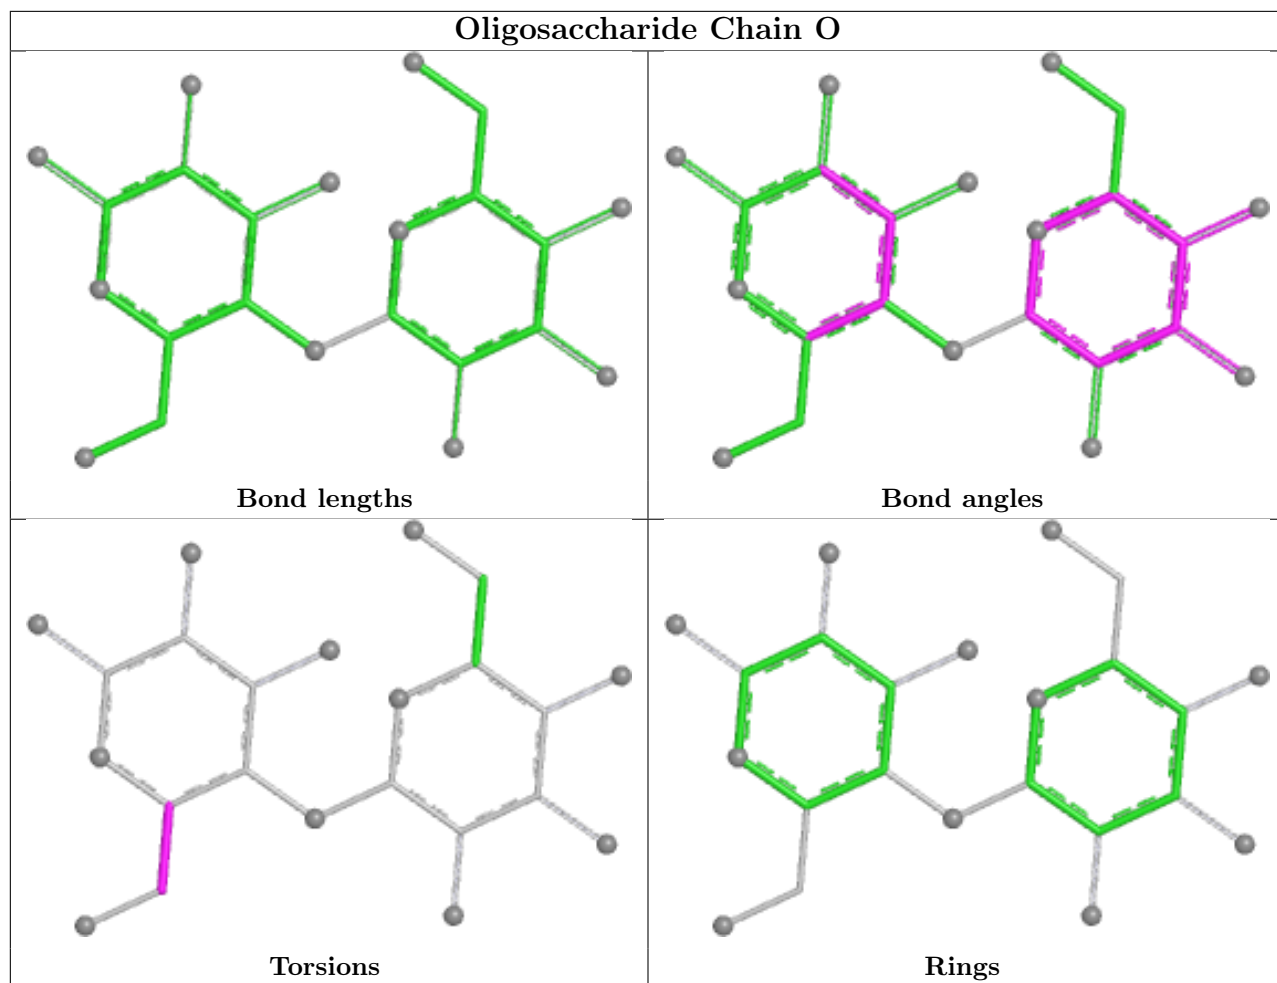 Oligosaccharide Chain O
Bond lengths
Bond angles
Torsions
Rings